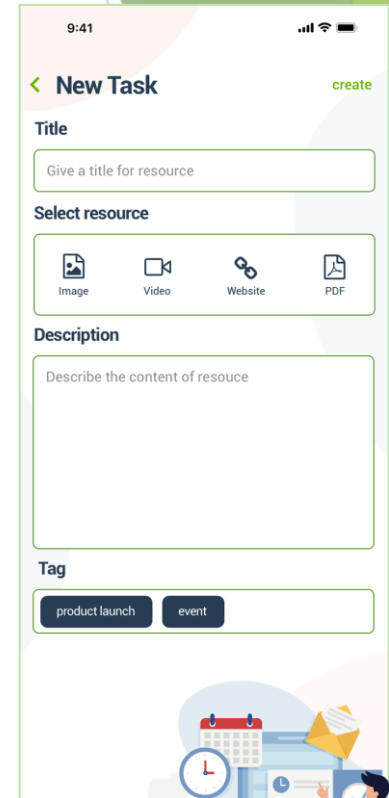 9:41
New Task
create
Title
Give a title for resource
Select resource
Image Video Website PDF
Description
Describe the content of resouce
Tag
product launch event